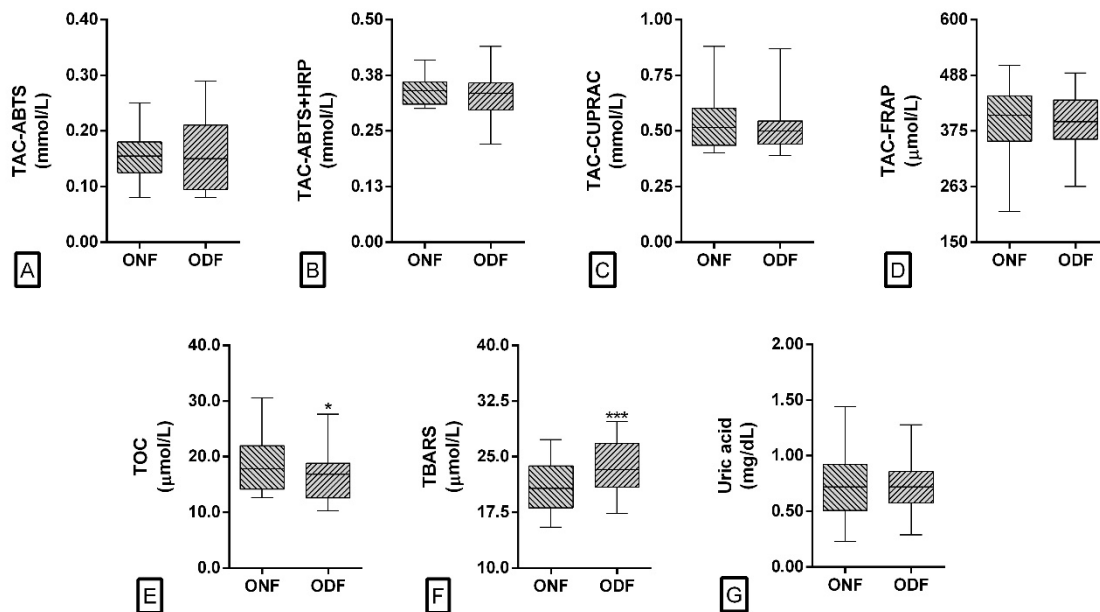 TAC-ABTS
(mmol/L)
0.40
0.30
0.20
0.10
0.00
ONF ODF
A
TAC-ABTS+HRP
(mmol/L)
0.50
0.38
0.25
0.13
0.00
ONF ODF
B
TAC-CUPRAC
(mmol/L)
1.00
0.75
0.50
0.25
0.00
ONF ODF
C
TAC-FRAP
(µmol/L)
600
488
375
263
150
ONF ODF
D
TOC
(µmol/L)
40.0
30.0
20.0
10.0
0.0
*
ONF ODF
E
TBARS
(µmol/L)
40.0
32.5
25.0
17.5
10.0
***
ONF ODF
F
Uric acid
(mg/dL)
2.00
1.50
1.00
0.50
0.00
ONF ODF
G